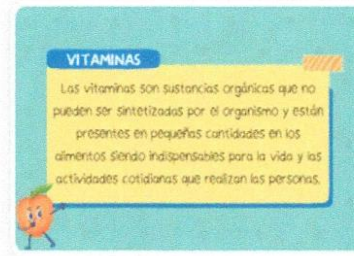 VITAMINAS
Las vitaminas son sustancias orgánicas que no
pueden ser sintetizadas por el organismo y están
presentes en pequeñas cantidades en los
alimentos siendo indispensables para la vida y las
actividades cotidianas que realizan las personas.